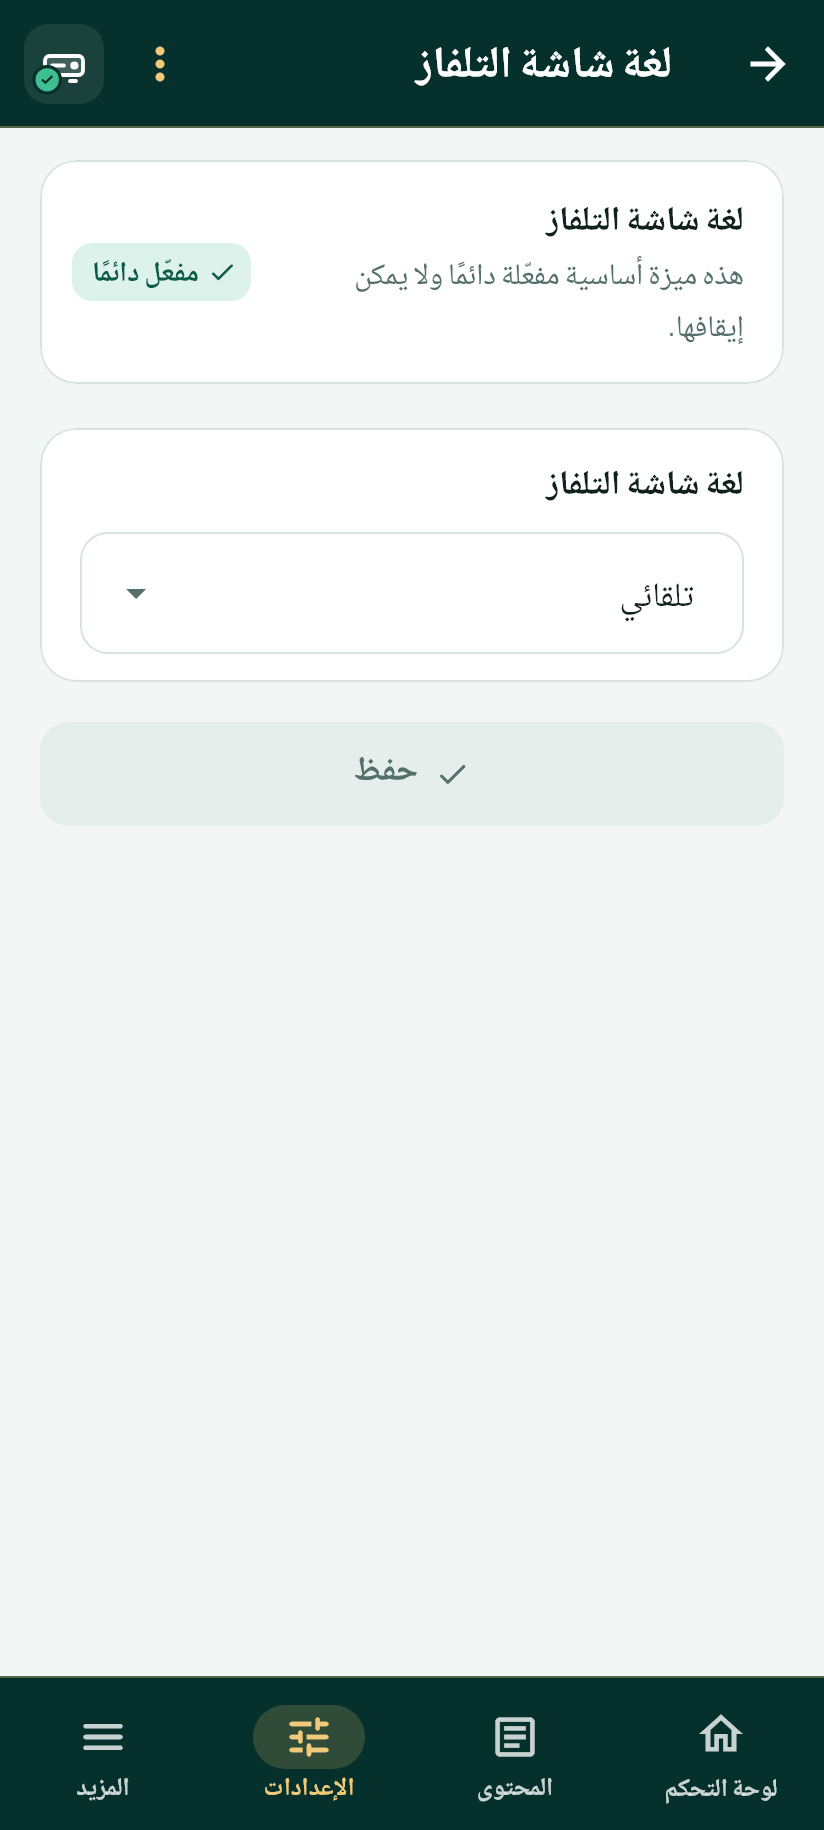 لغة شاشة التلفاز
لغة شاشة التلفاز
هذه ميزة أساسية مفعّلة دائمًا ولا يمكن
إيقافها.
مفعّل دائمًا
لغة شاشة التلفاز
تلقائي
حفظ
لوحة التحكم
المحتوى
الإعدادات
المزيد